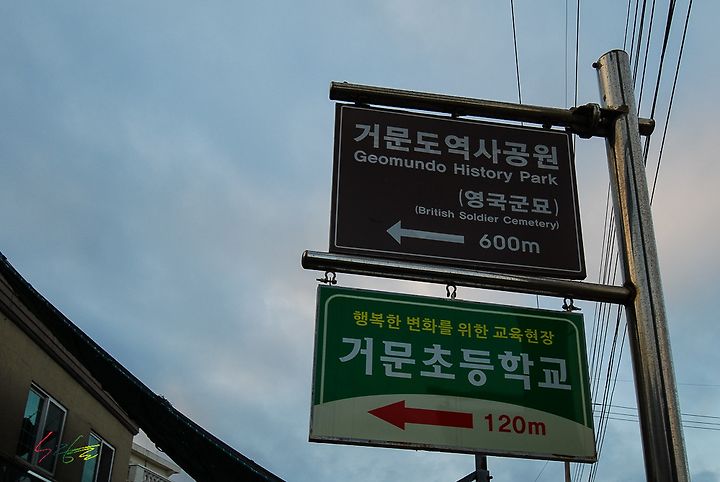 거문도역사공원
Geomundo History Park
(영국군묘)
(British Soldier Cemetery)
600m
행복한 변화를 위한 교육현장
거문초등학교
120m